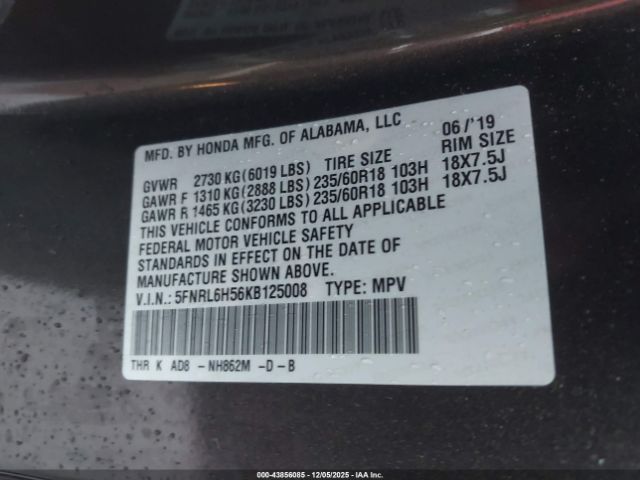 MFD. BY HONDA MFG. OF ALABAMA, LLC 06/'19
GVWR 2730 KG(6019 LBS) TIRE SIZE RIM SIZE
GAWR F 1310 KG(2888 LBS) 235/60R18 103H 18X7.5J
GAWR R 1465 KG(3230 LBS) 235/60R18 103H 18X7.5J
THIS VEHICLE CONFORMS TO ALL APPLICABLE
FEDERAL MOTOR VEHICLE SAFETY
STANDARDS IN EFFECT ON THE DATE OF
MANUFACTURE SHOWN ABOVE.
V.I.N.: 5FNRL6H56KB125008 TYPE: MPV
THR K AD8 -NH862M -D-B
000-43856085 - 12/05/2025 - IAAI.com